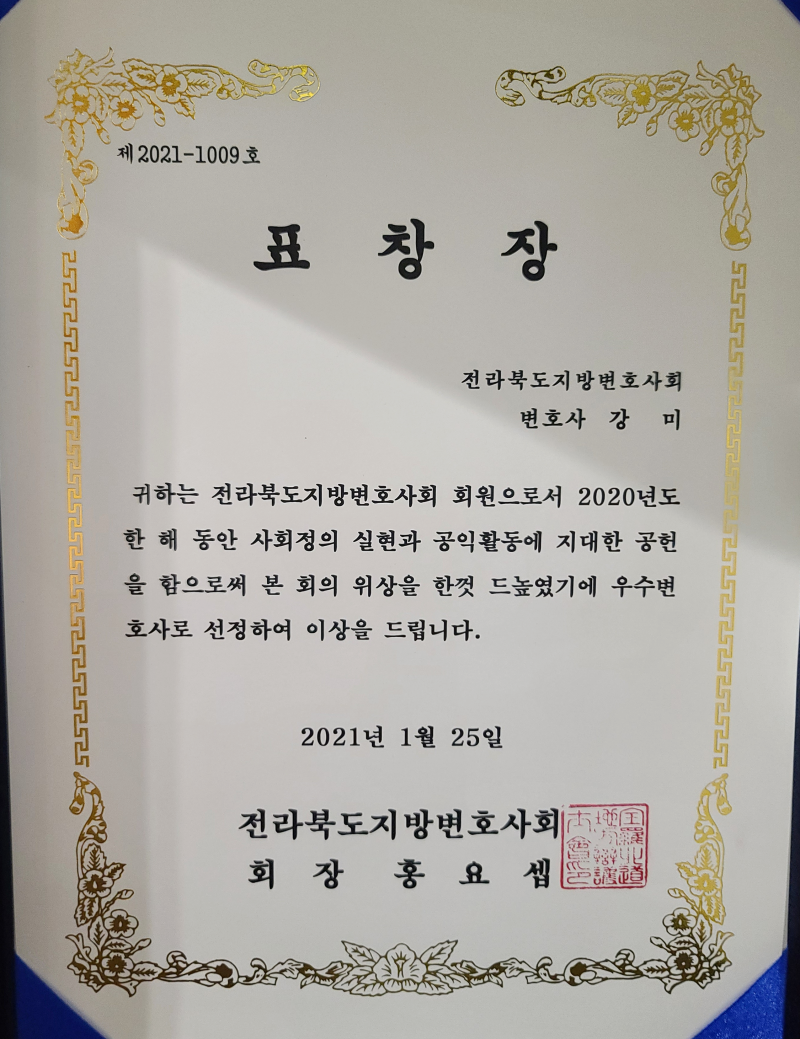 제2021-1009호
표 창 장
전라북도지방변호사회
변호사 강 미
귀하는 전라북도지방변호사회 회원으로서 2020년도
한 해 동안 사회정의 실현과 공익활동에 지대한 공헌
을 함으로써 본 회의 위상을 한껏 드높였기에 우수변
호사로 선정하여 이상을 드립니다.
2021년 1월 25일
전라북도지방변호사회
회 장 홍 요 셉